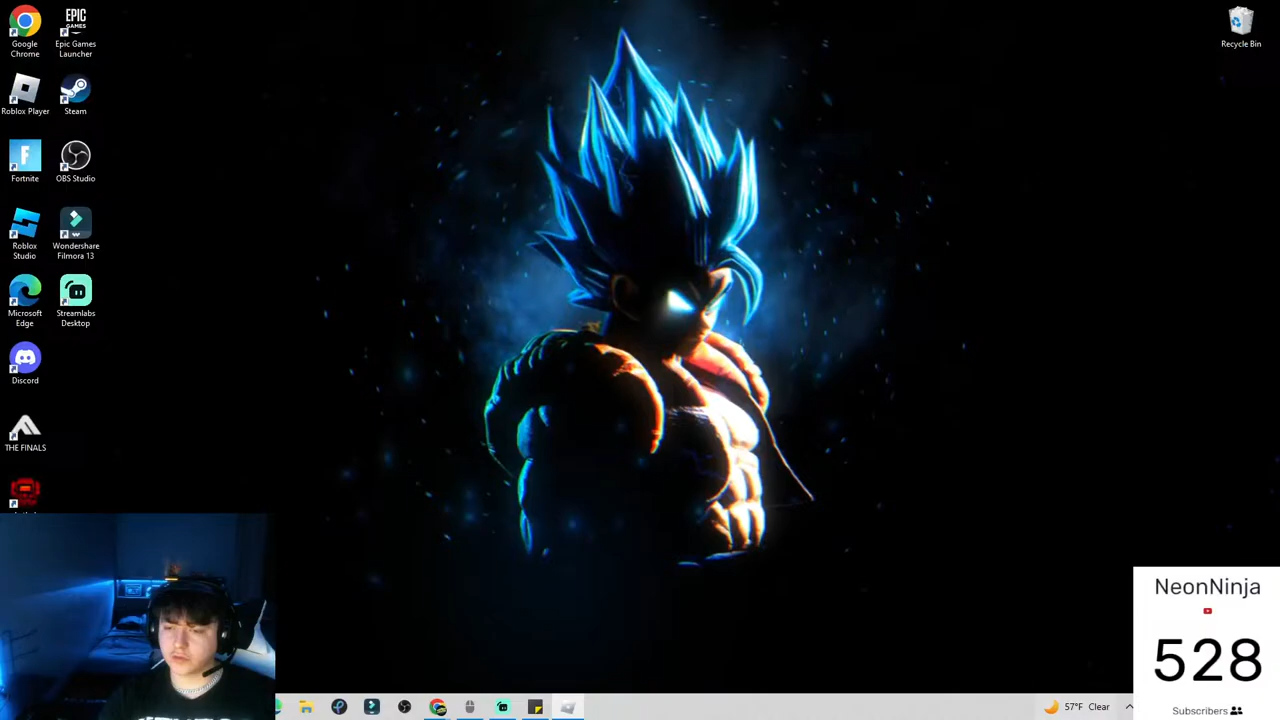 Google
Chrome
EPIC
GAMES
Epic Games
Launcher
Recycle Bin
Roblox Player
Steam
Fortnite
OBS Studio
Roblox
Studio
Wondershare
Filmora 13
Microsoft
Edge
Streamlabs
Desktop
Discord
THE FINALS
NeonNinja
528
Subscribers
57°F Clear